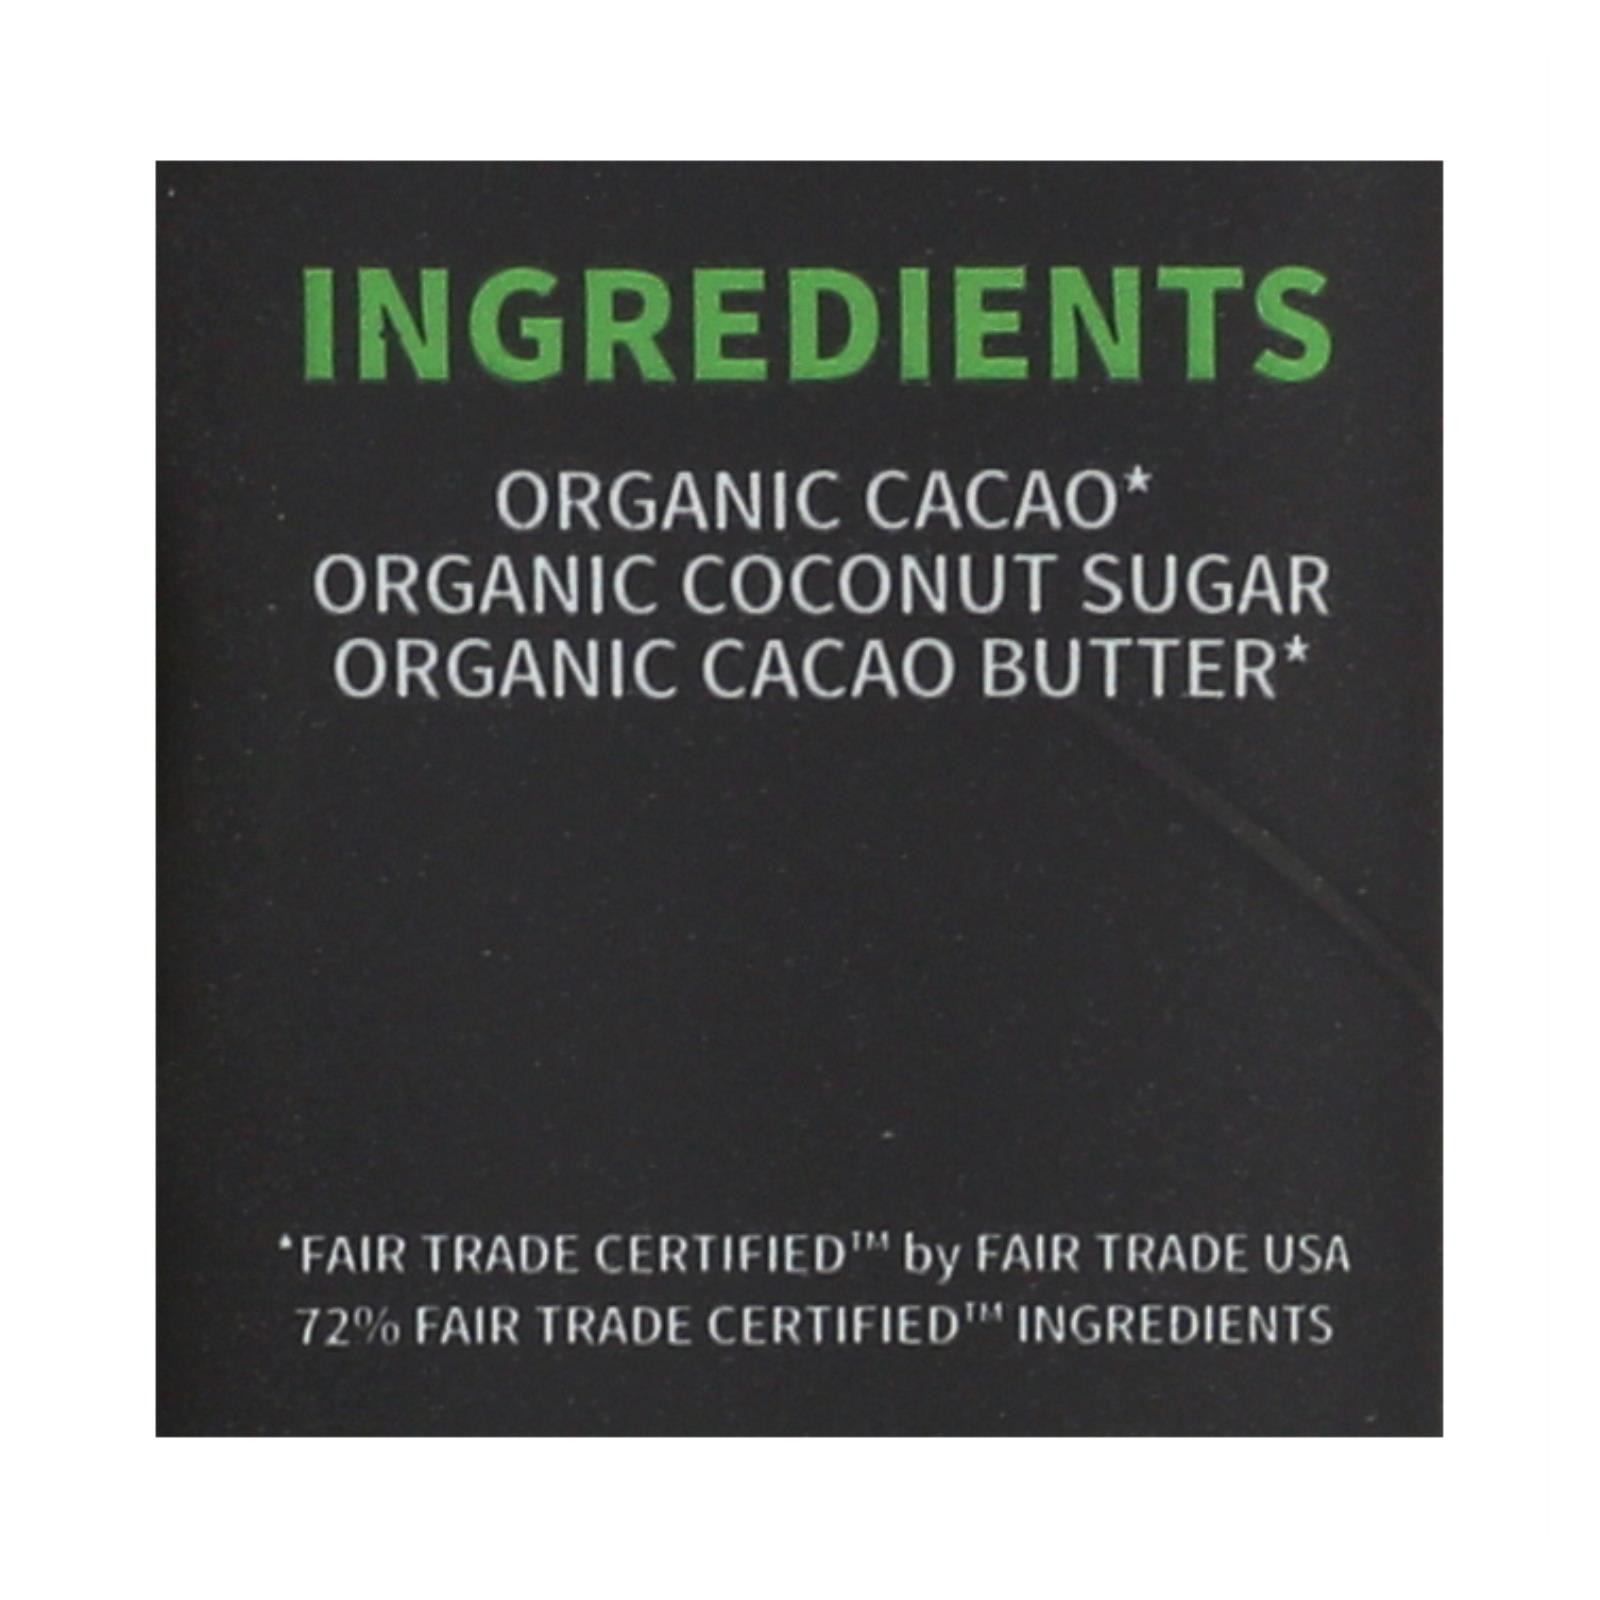 INGREDIENTS
ORGANIC CACAO*
ORGANIC COCONUT SUGAR
ORGANIC CACAO BUTTER*
*FAIR TRADE CERTIFIED™ by FAIR TRADE USA
72% FAIR TRADE CERTIFIED™ INGREDIENTS